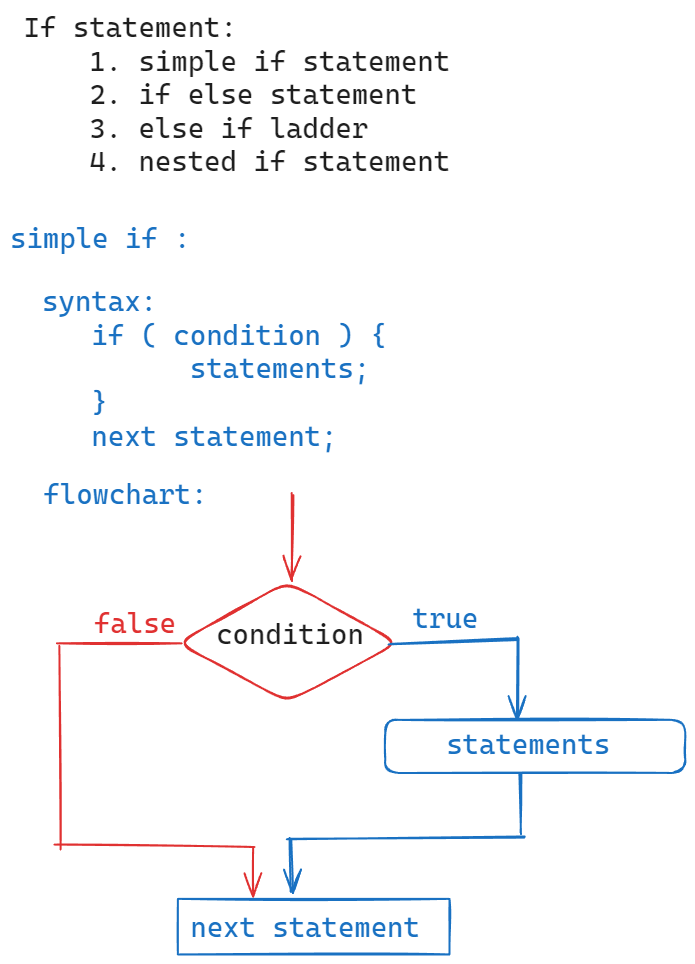 If statement:
1. simple if statement
2. if else statement
3. else if ladder
4. nested if statement
simple if :
syntax:
if ( condition ) {
statements;
}
next statement;
flowchart:
false
condition
true
statements
next statement